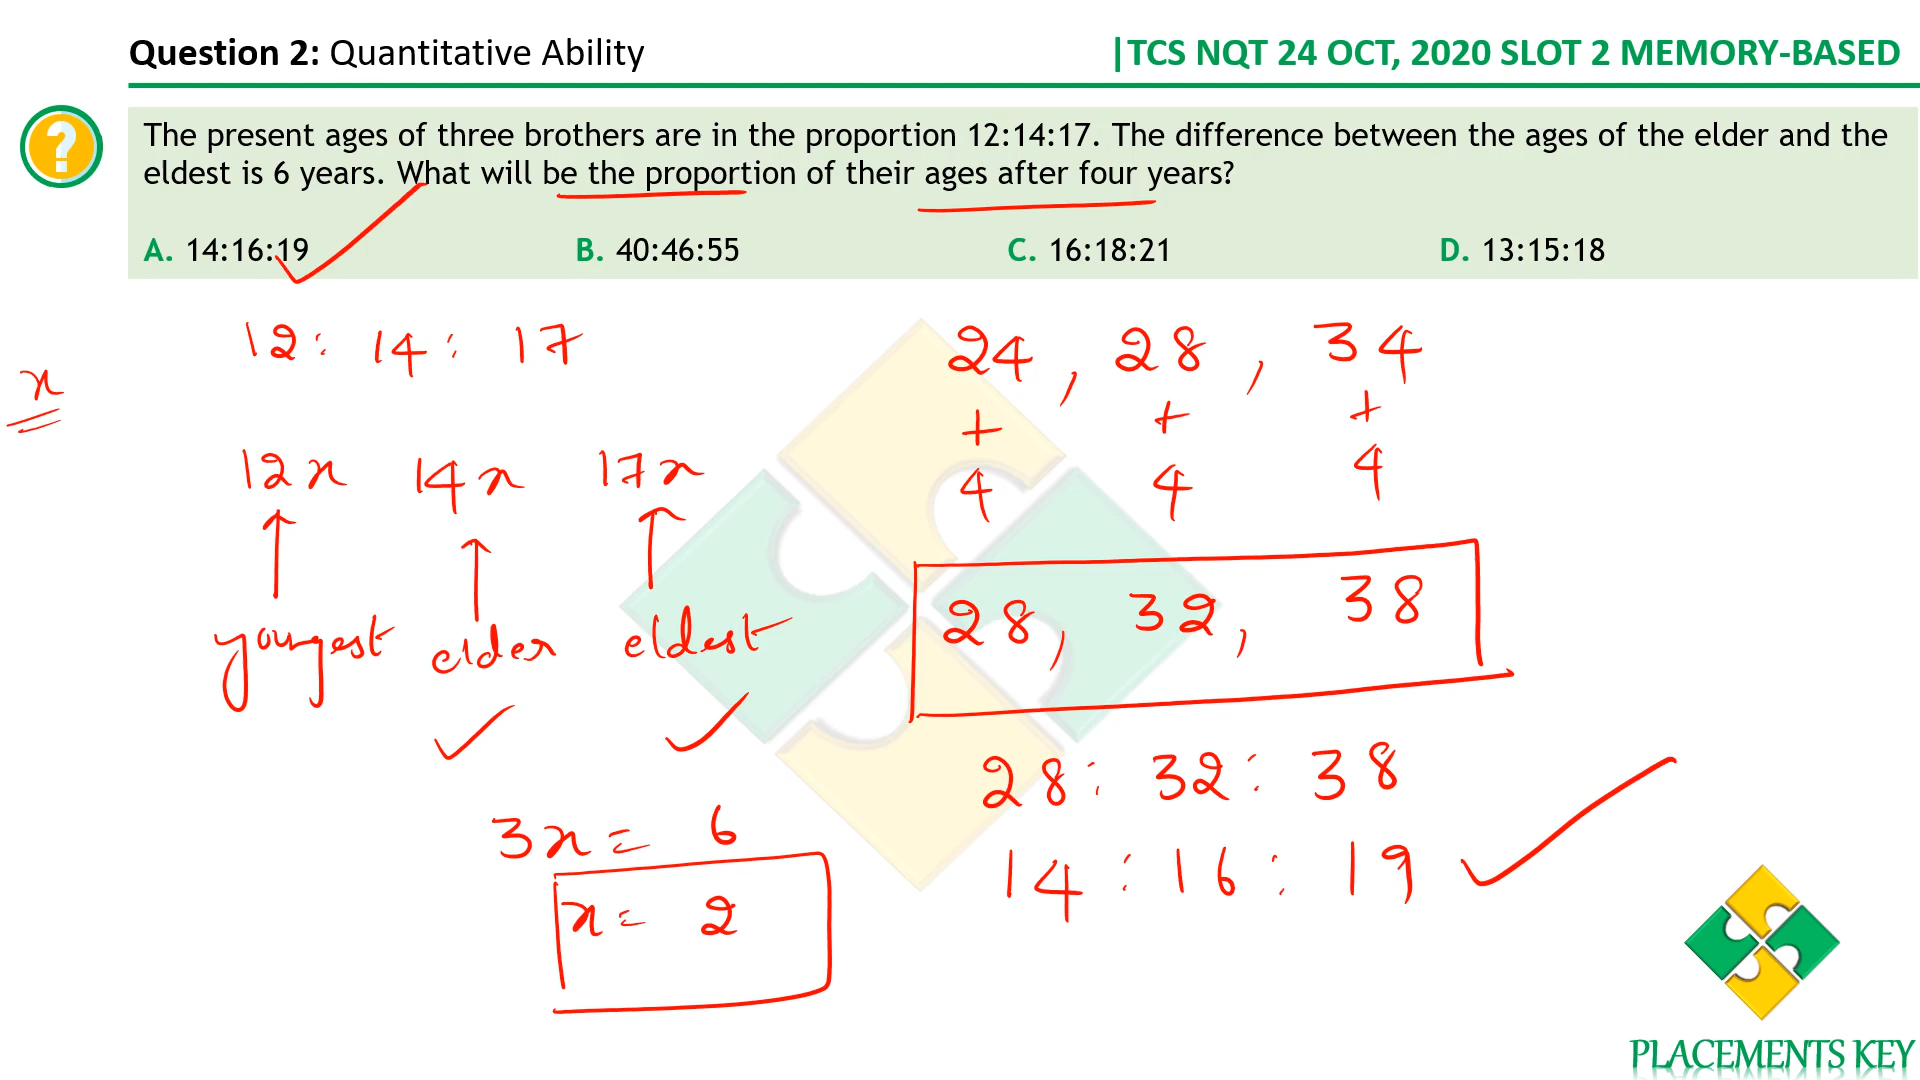 Question 2: Quantitative Ability
|TCS NQT 24 OCT, 2020 SLOT 2 MEMORY-BASED
?
The present ages of three brothers are in the proportion 12:14:17. The difference between the ages of the elder and the
eldest is 6 years. What will be the proportion of their ages after four years?
A. 14:16:19 B. 40:46:55 C. 16:18:21 D. 13:15:18
12 : 14 : 17
x
12x 14x 17x
youngest elder eldest
3x = 6
x = 2
24 , 28 , 34
+ + +
4 4 4
28, 32, 38
28 : 32 : 38
14 : 16 : 19
PLACEMENTS KEY